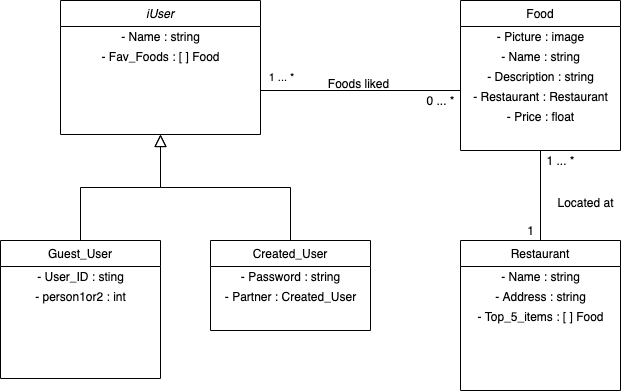 iUser
- Name : string
- Fav_Foods : [ ] Food
Food
- Picture : image
- Name : string
- Description : string
- Restaurant : Restaurant
- Price : float
1 ... *
Foods liked
0 ... *
1 ... *
Located at
1
Guest_User
- User_ID : sting
- person1or2 : int
Created_User
- Password : string
- Partner : Created_User
Restaurant
- Name : string
- Address : string
- Top_5_items : [ ] Food